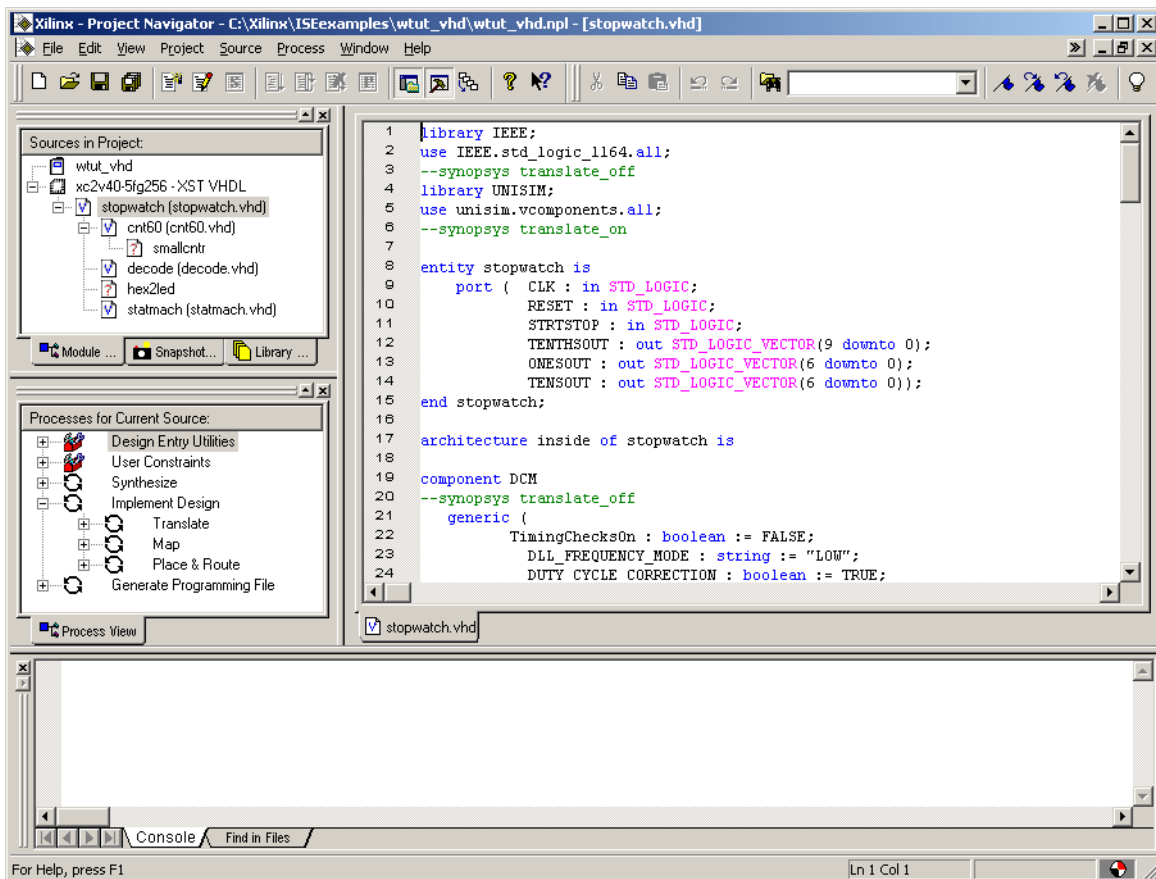 Xilinx - Project Navigator - C:\Xilinx\ISEexamples\wtut_vhd\wtut_vhd.npl - [stopwatch.vhd]
File Edit View Project Source Process Window Help
Sources in Project:
wtut_vhd
xc2v40-5fg256 - XST VHDL
stopwatch (stopwatch.vhd)
cnt60 (cnt60.vhd)
smallcntr
decode (decode.vhd)
hex2led
statmach (statmach.vhd)
Module ... Snapshot... Library ...
Processes for Current Source:
Design Entry Utilities
User Constraints
Synthesize
Implement Design
Translate
Map
Place & Route
Generate Programming File
Process View
1 library IEEE;
2 use IEEE.std_logic_1164.all;
3 --synopsys translate_off
4 library UNISIM;
5 use unisim.vcomponents.all;
6 --synopsys translate_on
7
8 entity stopwatch is
9 port ( CLK : in STD_LOGIC;
10 RESET : in STD_LOGIC;
11 STRTSTOP : in STD_LOGIC;
12 TENTHSOUT : out STD_LOGIC_VECTOR(9 downto 0);
13 ONESOUT : out STD_LOGIC_VECTOR(6 downto 0);
14 TENSOUT : out STD_LOGIC_VECTOR(6 downto 0));
15 end stopwatch;
16
17 architecture inside of stopwatch is
18
19 component DCM
20 --synopsys translate_off
21 generic (
22 TimingChecksOn : boolean := FALSE;
23 DLL_FREQUENCY_MODE : string := "LOW";
24 DUTY_CYCLE_CORRECTION : boolean := TRUE;
stopwatch.vhd
Console Find in Files
For Help, press F1 Ln 1 Col 1